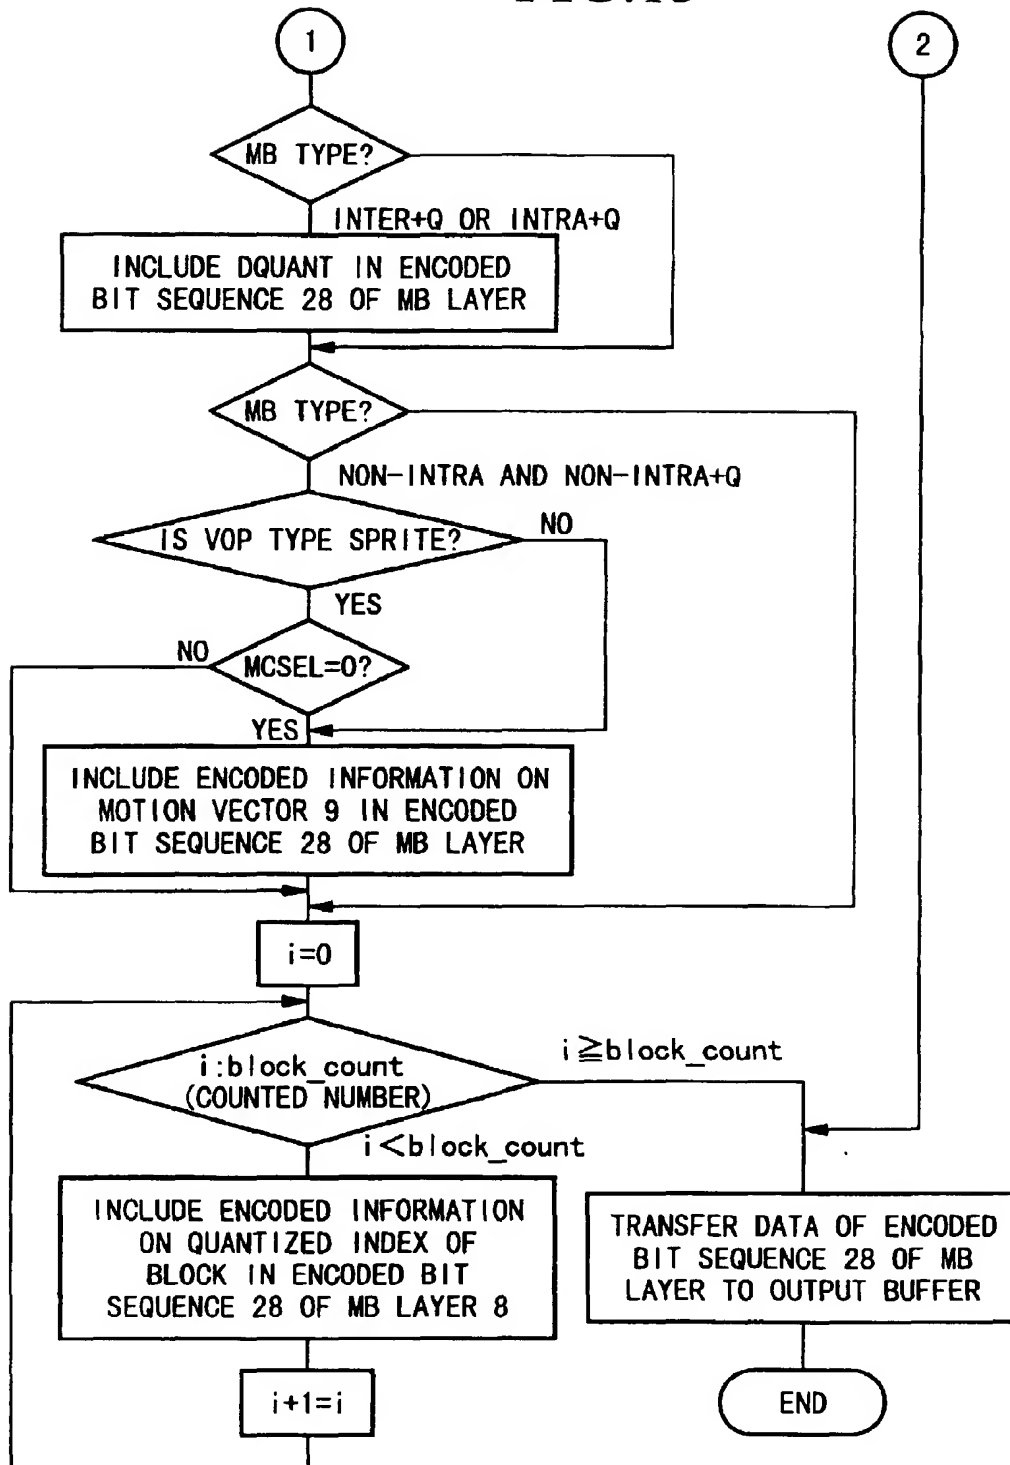 1
2
MB TYPE?
INTER+Q OR INTRA+Q
INCLUDE DQUANT IN ENCODED
BIT SEQUENCE 28 OF MB LAYER
MB TYPE?
NON-INTRA AND NON-INTRA+Q
IS VOP TYPE SPRITE?
NO
YES
NO
MCSEL=0?
YES
INCLUDE ENCODED INFORMATION ON
MOTION VECTOR 9 IN ENCODED
BIT SEQUENCE 28 OF MB LAYER
i=0
i:block_count
(COUNTED NUMBER)
i≧block_count
i<block_count
INCLUDE ENCODED INFORMATION
ON QUANTIZED INDEX OF
BLOCK IN ENCODED BIT
SEQUENCE 28 OF MB LAYER 8
TRANSFER DATA OF ENCODED
BIT SEQUENCE 28 OF MB
LAYER TO OUTPUT BUFFER
i+1=i
END